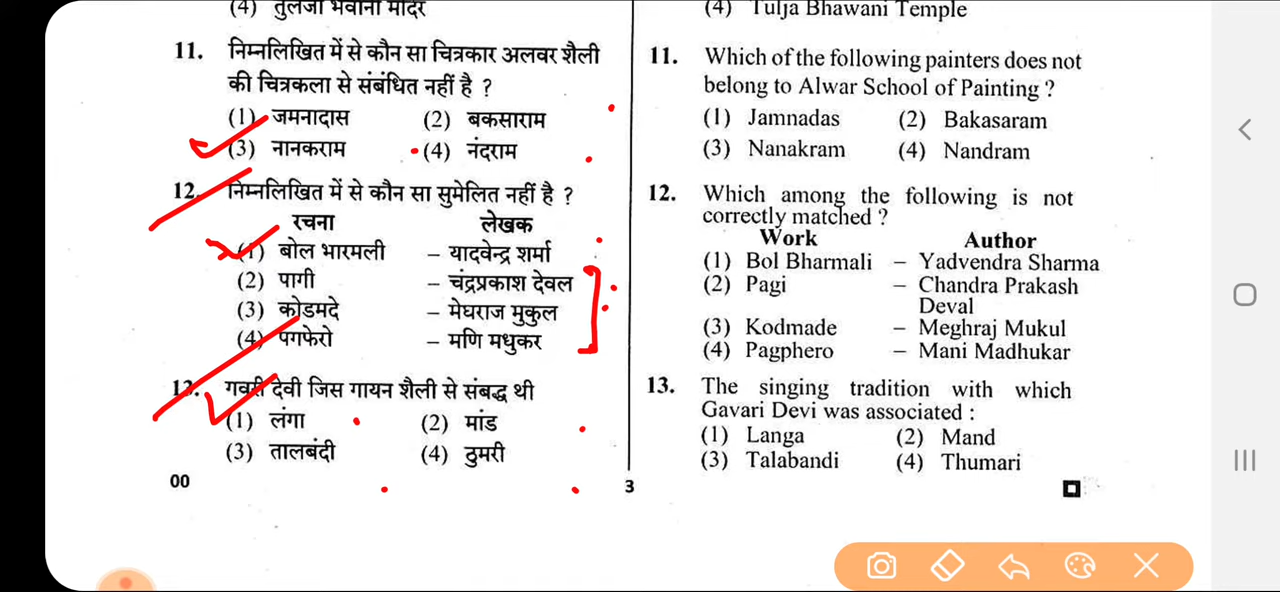 (4) तुलजा भवानी मंदिर
11. निम्नलिखित में से कौन सा चित्रकार अलवर शैली
की चित्रकला से संबंधित नहीं है ?
(1) जमनादास (2) बकसाराम
(3) नानकराम (4) नंदराम
12. निम्नलिखित में से कौन सा सुमेलित नहीं है ?
रचना लेखक
(1) बोल भारमली – यादवेन्द्र शर्मा
(2) पागी – चंद्रप्रकाश देवल
(3) कोडमदे – मेघराज मुकुल
(4) पगफेरो – मणि मधुकर
13. गवरी देवी जिस गायन शैली से संबद्ध थी
(1) लंगा (2) मांड
(3) तालबंदी (4) ठुमरी
00
(4) Tulja Bhawani Temple
11. Which of the following painters does not
belong to Alwar School of Painting ?
(1) Jamnadas (2) Bakasaram
(3) Nanakram (4) Nandram
12. Which among the following is not
correctly matched ?
Work Author
(1) Bol Bharmali – Yadvendra Sharma
(2) Pagi – Chandra Prakash
Deval
(3) Kodmade – Meghraj Mukul
(4) Pagphero – Mani Madhukar
13. The singing tradition with which
Gavari Devi was associated :
(1) Langa (2) Mand
(3) Talabandi (4) Thumari
3